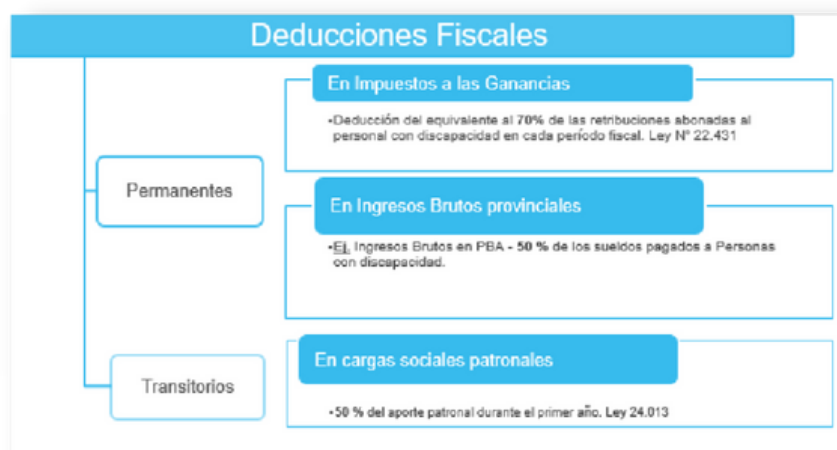 Deducciones Fiscales
En Impuestos a las Ganancias
•Deducción del equivalente al 70% de las retribuciones abonadas al
personal con discapacidad en cada período fiscal. Ley N° 22.431
Permanentes
En Ingresos Brutos provinciales
•Ej. Ingresos Brutos en PBA - 50 % de los sueldos pagados a Personas
con discapacidad.
En cargas sociales patronales
Transitorios
•50 % del aporte patronal durante el primer año. Ley 24.013